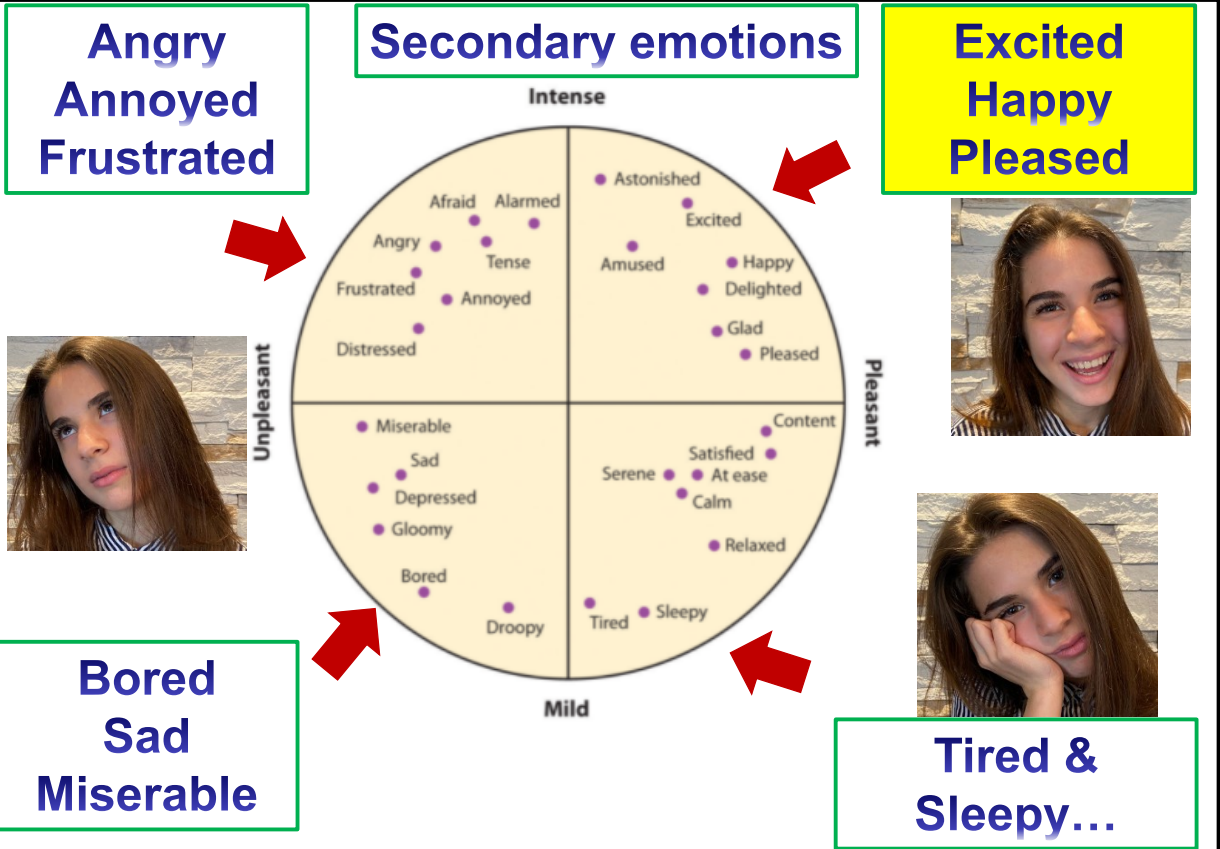 Angry
Annoyed
Frustrated
Secondary emotions
Excited
Happy
Pleased
Intense
Unpleasant
Pleasant
Mild
Afraid
Alarmed
Angry
Tense
Frustrated
Annoyed
Distressed
Astonished
Excited
Amused
Happy
Delighted
Glad
Pleased
Miserable
Sad
Depressed
Gloomy
Bored
Droopy
Content
Satisfied
Serene
At ease
Calm
Relaxed
Tired
Sleepy
Bored
Sad
Miserable
Tired &
Sleepy…